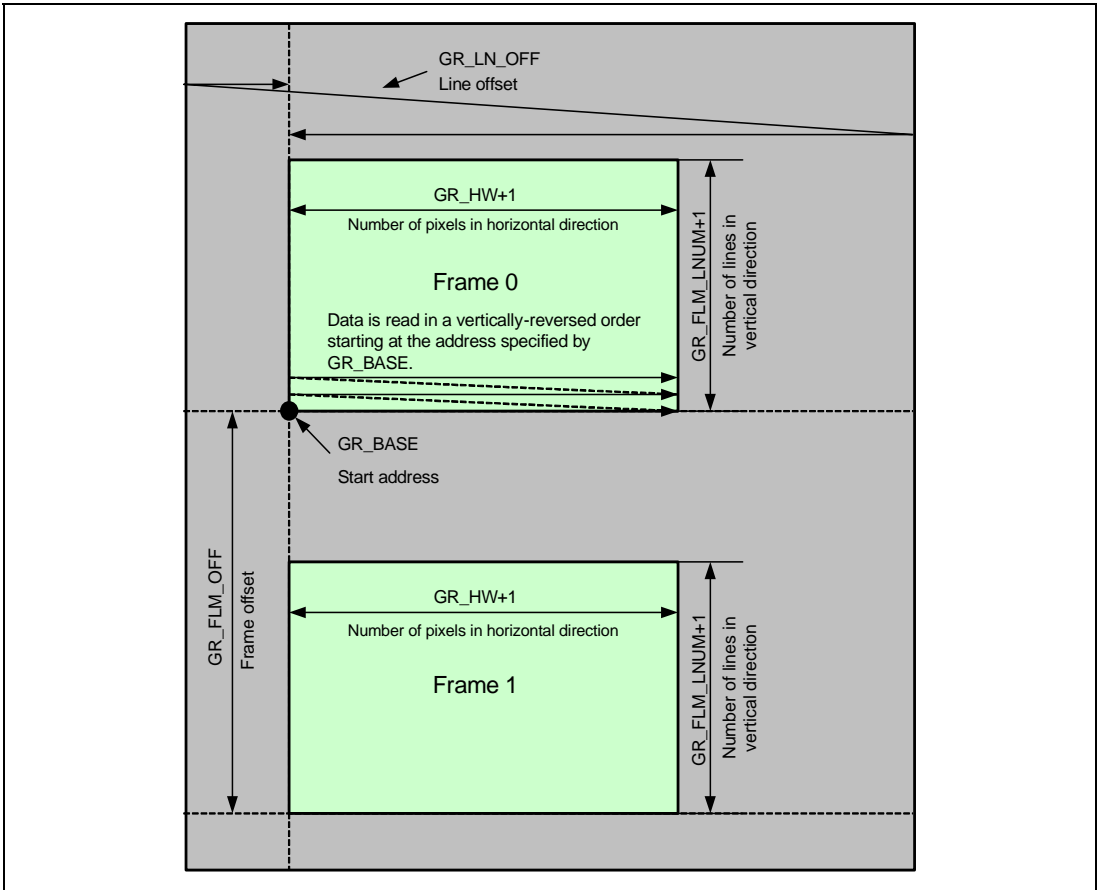 GR_LN_OFF
Line offset
GR_HW+1
Number of pixels in horizontal direction
Frame 0
Data is read in a vertically-reversed order
starting at the address specified by
GR_BASE.
GR_FLM_LNUM+1
Number of lines in
vertical direction
GR_BASE
Start address
GR_FLM_OFF
Frame offset
GR_HW+1
Number of pixels in horizontal direction
Frame 1
GR_FLM_LNUM+1
Number of lines in
vertical direction